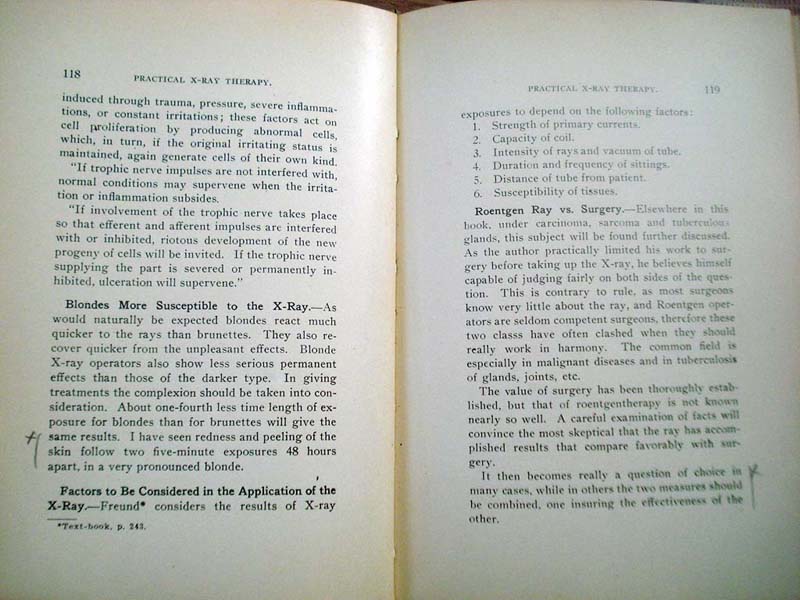 118
PRACTICAL X-RAY THERAPY.
induced through trauma, pressure, severe inflamma-
tions, or constant irritations; these factors act on
cell proliferation by producing abnormal cells,
which, in turn, if the original irritating status is
maintained, again generate cells of their own kind.
"If trophic nerve impulses are not interfered with,
normal conditions may supervene when the irrita-
tion or inflammation subsides.
"If involvement of the trophic nerve takes place
so that efferent and afferent impulses are interfered
with or inhibited, riotous development of the new
progeny of cells will be invited. If the trophic nerve
supplying the part is severed or permanently in-
hibited, ulceration will supervene."
Blondes More Susceptible to the X-Ray.—As
would naturally be expected blondes react much
quicker to the rays than brunettes. They also re-
cover quicker from the unpleasant effects. Blonde
X-ray operators also show less serious permanent
effects than those of the darker type. In giving
treatments the complexion should be taken into con-
sideration. About one-fourth less time length of ex-
posure for blondes than for brunettes will give the
same results. I have seen redness and peeling of the
skin follow two five-minute exposures 48 hours
apart, in a very pronounced blonde.
Factors to Be Considered in the Application of the
X-Ray.—Freund* considers the results of X-ray
*Text-book, p. 243.
PRACTICAL X-RAY THERAPY.
119
exposures to depend on the following factors:
1. Strength of primary currents.
2. Capacity of coil.
3. Intensity of rays and vacuum of tube.
4. Duration and frequency of sittings.
5. Distance of tube from patient.
6. Susceptibility of tissues.
Roentgen Ray vs. Surgery.—Elsewhere in this
book, under carcinoma, sarcoma and tuberculous
glands, this subject will be found further discussed.
As the author practically limited his work to sur-
gery before taking up the X-ray, he believes himself
capable of judging fairly on both sides of the ques-
tion. This is contrary to rule, as most surgeons
know very little about the ray, and Roentgen oper-
ators are seldom competent surgeons, therefore these
two classs have often clashed when they should
really work in harmony. The common field is
especially in malignant diseases and in tuberculosis
of glands, joints, etc.
The value of surgery has been thoroughly estab-
lished, but that of roentgentherapy is not known
nearly so well. A careful examination of facts will
convince the most skeptical that the ray has accom-
plished results that compare favorably with sur-
gery.
It then becomes really a question of choice in
many cases, while in others the two measures should
be combined, one insuring the effectiveness of the
other.